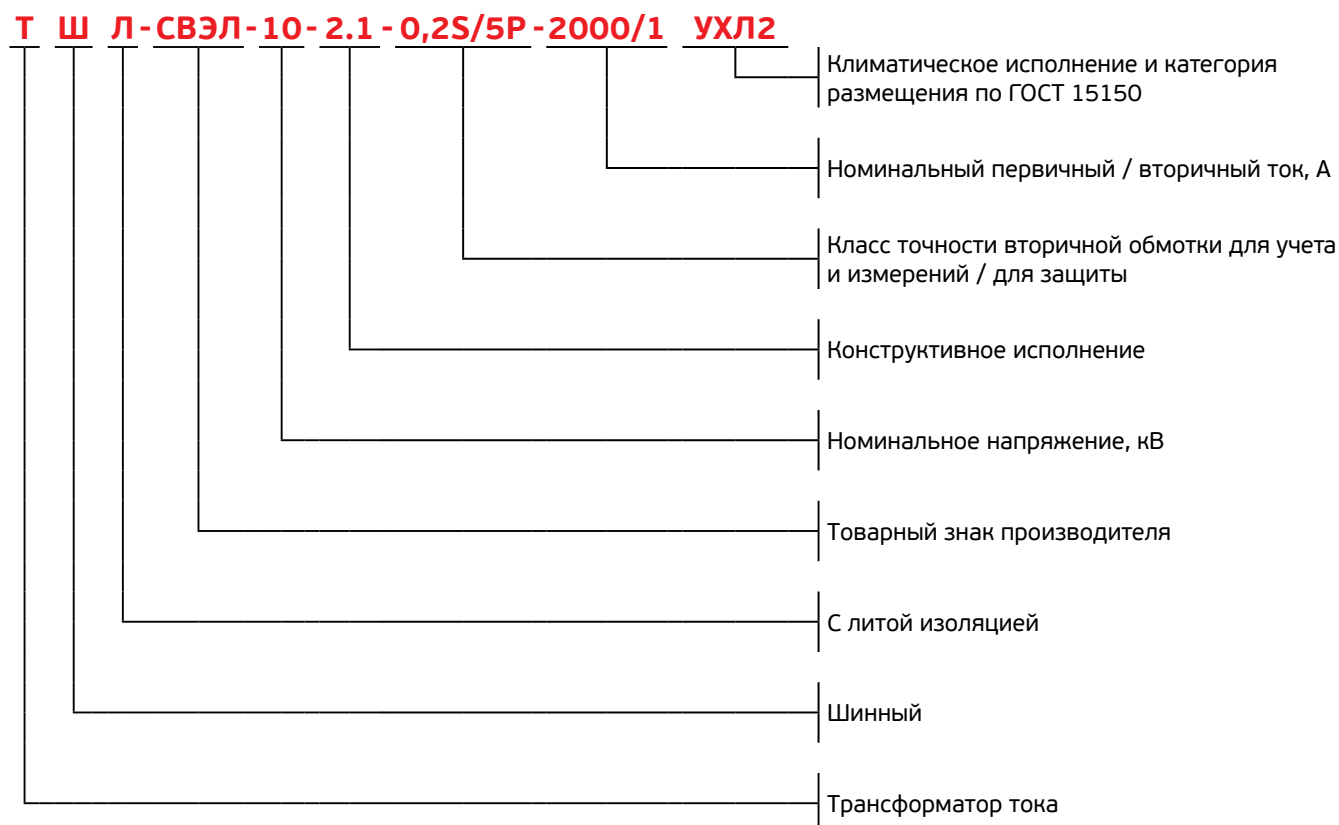 Т Ш Л - СВЭЛ - 10 - 2.1 - 0,2S/5P - 2000/1 УХЛ2
Климатическое исполнение и категория
размещения по ГОСТ 15150
Номинальный первичный / вторичный ток, А
Класс точности вторичной обмотки для учета
и измерений / для защиты
Конструктивное исполнение
Номинальное напряжение, кВ
Товарный знак производителя
С литой изоляцией
Шинный
Трансформатор тока